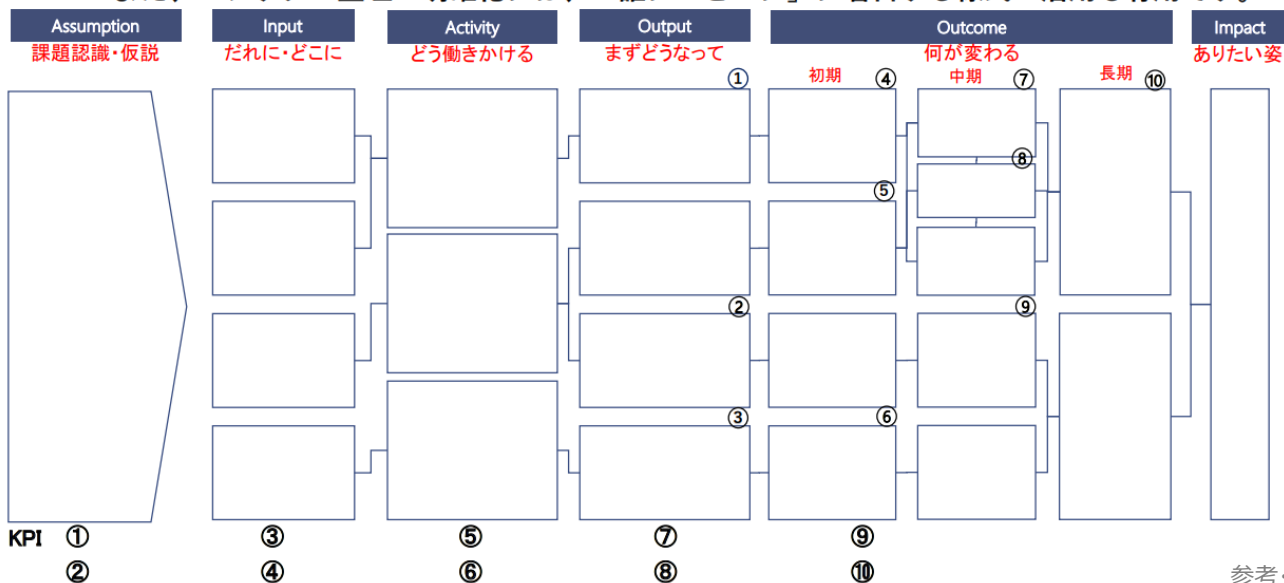 Assumption
Input
Activity
Output
Outcome
Impact
課題認識・仮説
だれに・どこに
どう働きかける
まずどうなって
何が変わる
ありたい姿
初期
中期
長期
① ④ ⑦ ⑩
⑧
⑤
② ⑨
③ ⑥
KPI ① ③ ⑤ ⑦ ⑨
② ④ ⑥ ⑧ ⑩
参考